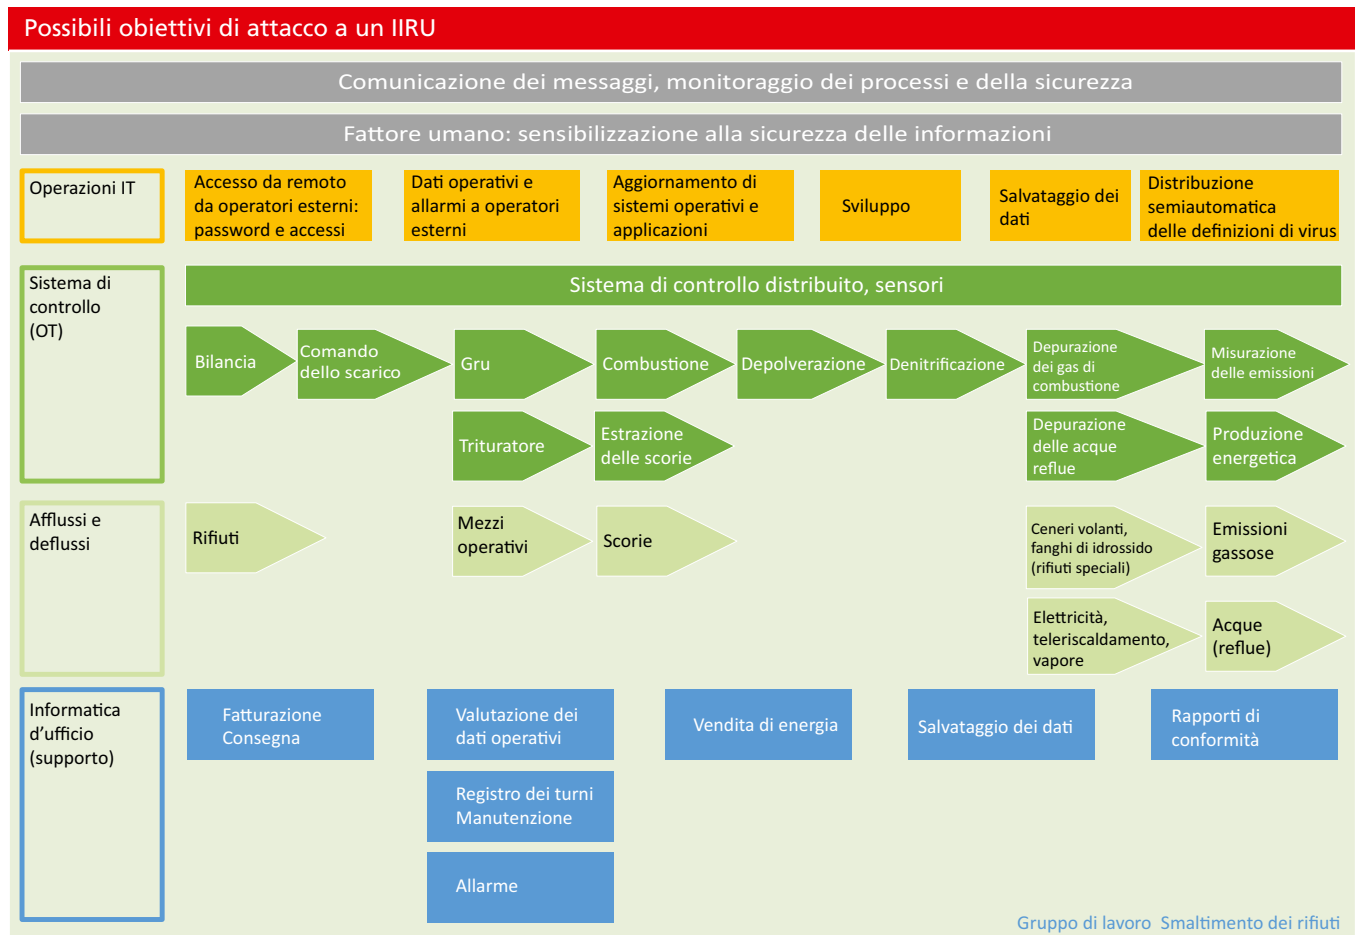 Possibili obiettivi di attacco a un IIRU
Comunicazione dei messaggi, monitoraggio dei processi e della sicurezza
Fattore umano: sensibilizzazione alla sicurezza delle informazioni
Operazioni IT
Accesso da remoto
da operatori esterni:
password e accessi
Dati operativi e
allarmi a operatori
esterni
Aggiornamento di
sistemi operativi e
applicazioni
Sviluppo
Salvataggio dei
dati
Distribuzione
semiautomatica
delle definizioni di virus
Sistema di
controllo
(OT)
Sistema di controllo distribuito, sensori
Bilancia
Comando
dello scarico
Gru
Combustione
Depolverazione
Denitrificazione
Depurazione
dei gas di
combustione
Misurazione
delle emissioni
Trituratore
Estrazione
delle scorie
Depurazione
delle acque
reflue
Produzione
energetica
Afflussi e
deflussi
Rifiuti
Mezzi
operativi
Scorie
Ceneri volanti,
fanghi di idrossido
(rifiuti speciali)
Emissioni
gassose
Elettricità,
teleriscaldamento,
vapore
Acque
(reflue)
Informatica
d'ufficio
(supporto)
Fatturazione
Consegna
Valutazione dei
dati operativi
Vendita di energia
Salvataggio dei dati
Rapporti di
conformità
Registro dei turni
Manutenzione
Allarme
Gruppo di lavoro Smaltimento dei rifiuti